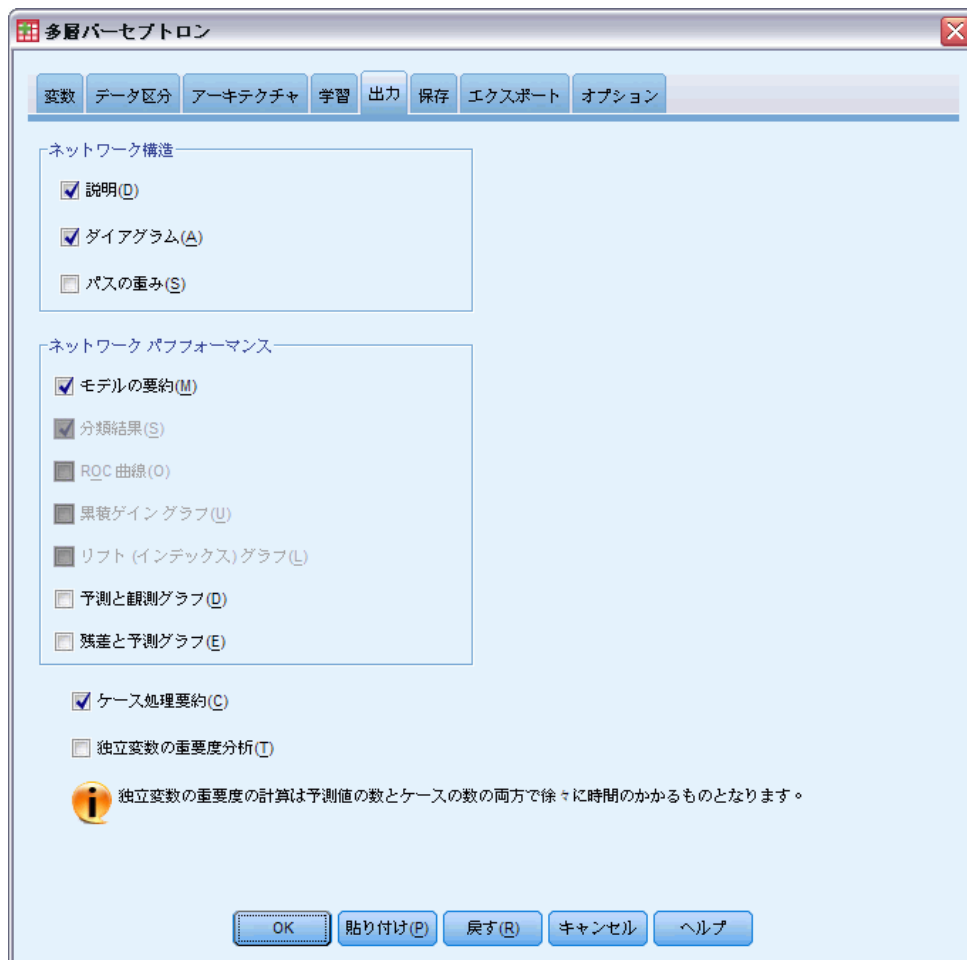 多層パーセプトロン
変数 データ区分 アーキテクチャ 学習 出力 保存 エクスポート オプション
ネットワーク構造
説明(D)
ダイアグラム(A)
パスの重み(S)
ネットワーク パフフォーマンス
モデルの要約(M)
分類結果(S)
ROC 曲線(O)
累積ゲイン グラフ(U)
リフト (インデックス) グラフ(L)
予測と観測グラフ(D)
残差と予測グラフ(E)
ケース処理要約(C)
独立変数の重要度分析(T)
独立変数の重要度の計算は予測値の数とケースの数の両方で徐々に時間のかかるものとなります。
OK 貼り付け(P) 戻す(R) キャンセル ヘルプ